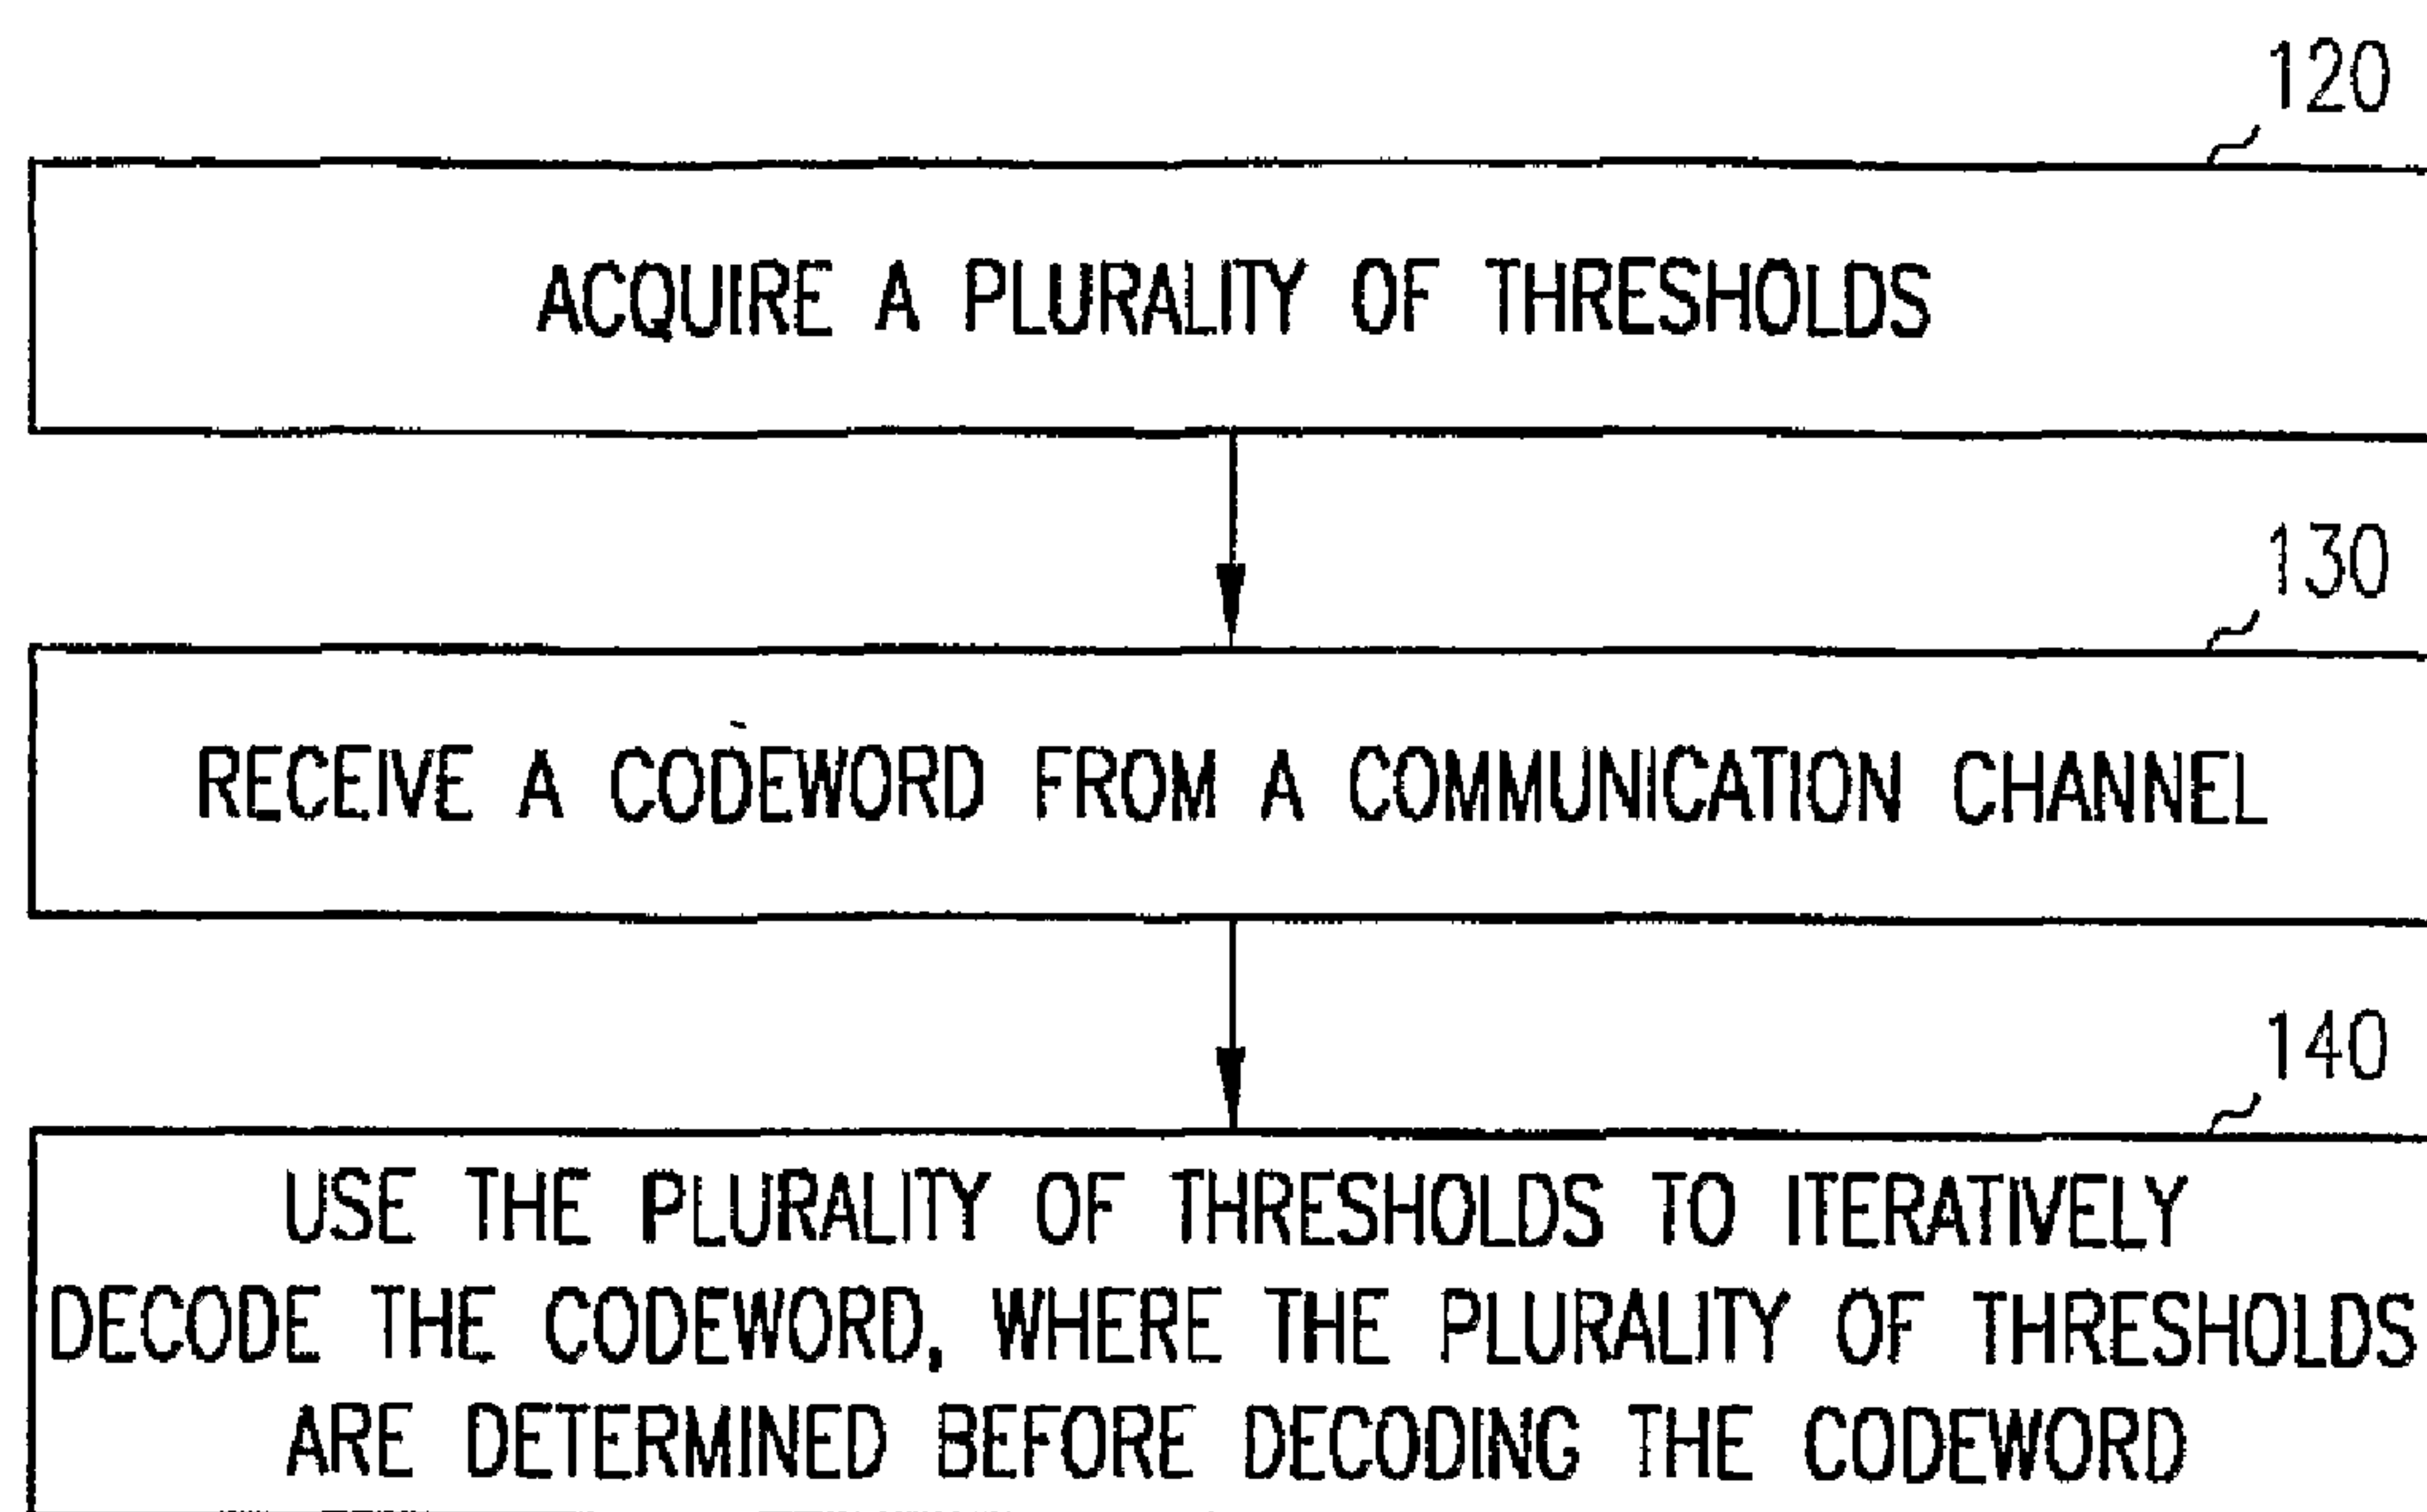 120
ACQUIRE A PLURALITY OF THRESHOLDS
130
RECEIVE A CODEWORD FROM A COMMUNICATION CHANNEL
140
USE THE PLURALITY OF THRESHOLDS TO ITERATIVELY
DECODE THE CODEWORD, WHERE THE PLURALITY OF THRESHOLDS
ARE DETERMINED BEFORE DECODING THE CODEWORD